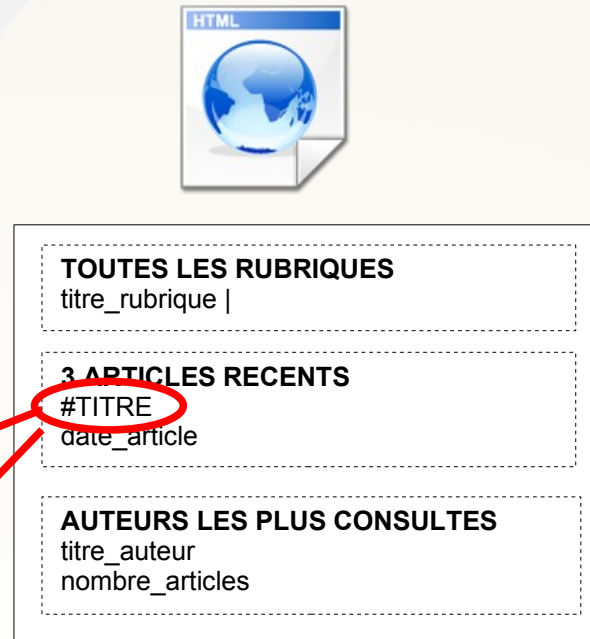 HTML
TOUTES LES RUBRIQUES
titre_rubrique |
3 ARTICLES RECENTS
#TITRE
date_article
AUTEURS LES PLUS CONSULTES
titre_auteur
nombre_articles